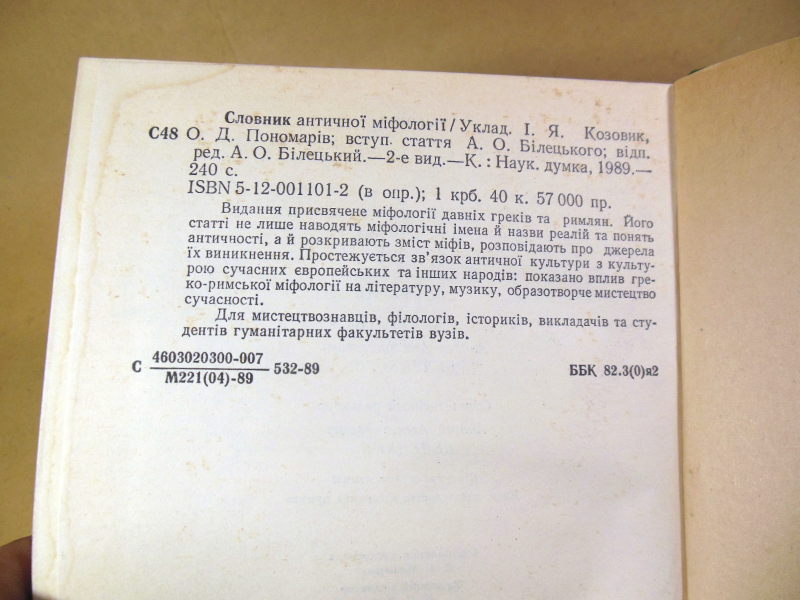 Словник античної міфології/Уклад. І. Я. Козовик,
С48 О. Д. Пономарів; вступ. стаття А. О. Білецького; відп.
ред. А. О. Білецький.—2-е вид.—К. : Наук. думка, 1989.—
240 с.
ISBN 5-12-001101-2 (в опр.); 1 крб. 40 к. 57 000 пр.
Видання присвячене міфології давніх греків та римлян. Його
статті не лише наводять міфологічні імена й назви реалій та понять
античності, а й розкривають зміст міфів, розповідають про джерела
їх виникнення. Простежується зв’язок античної культури з культу-
рою сучасних європейських та інших народів: показано вплив гре-
ко-римської міфології на літературу, музику, образотворче мистецтво
сучасності.
Для мистецтвознавців, філологів, істориків, викладачів та сту-
дентів гуманітарних факультетів вузів.
4603020300-007
С 532-89 ББК 82.3(0)я2
М221(04)-89